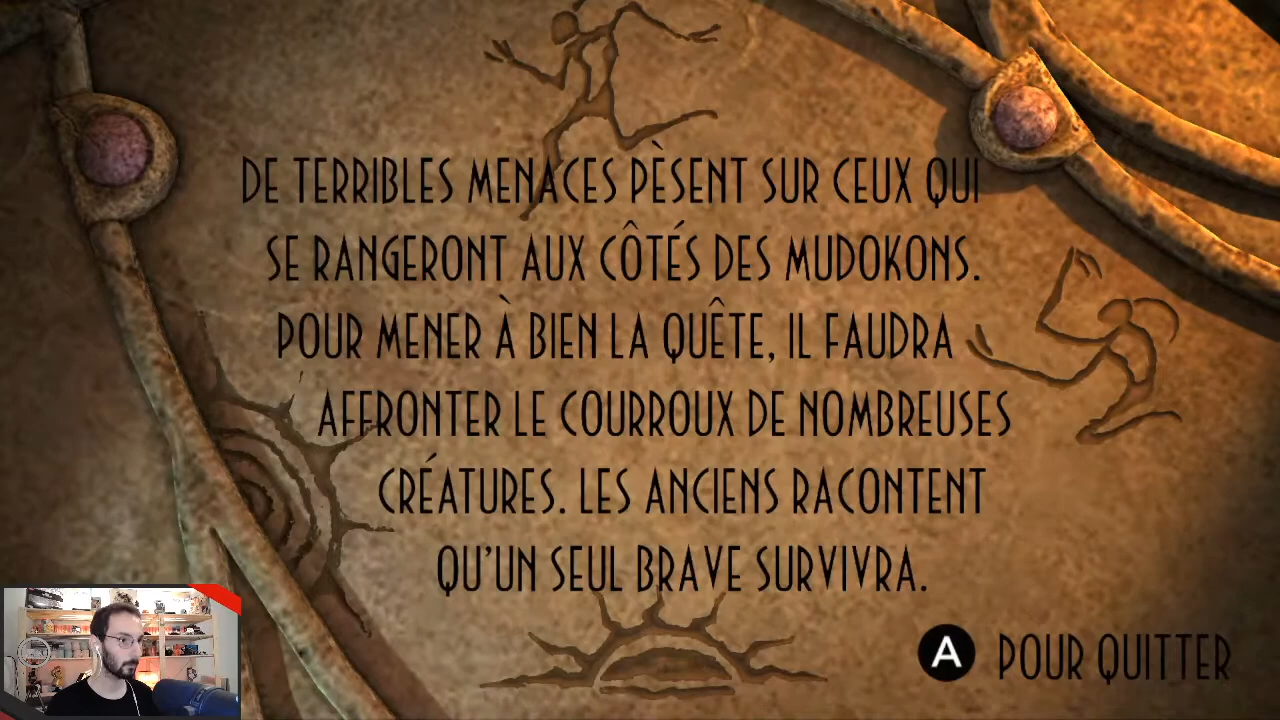 DE TERRIBLES MENACES PÈSENT SUR CEUX QUI
SE RANGERONT AUX CÔTÉS DES MUDOKONS.
POUR MENER À BIEN LA QUÊTE, IL FAUDRA
AFFRONTER LE COURROUX DE NOMBREUSES
CRÉATURES. LES ANCIENS RACONTENT
QU'UN SEUL BRAVE SURVIVRA.
A POUR QUITTER